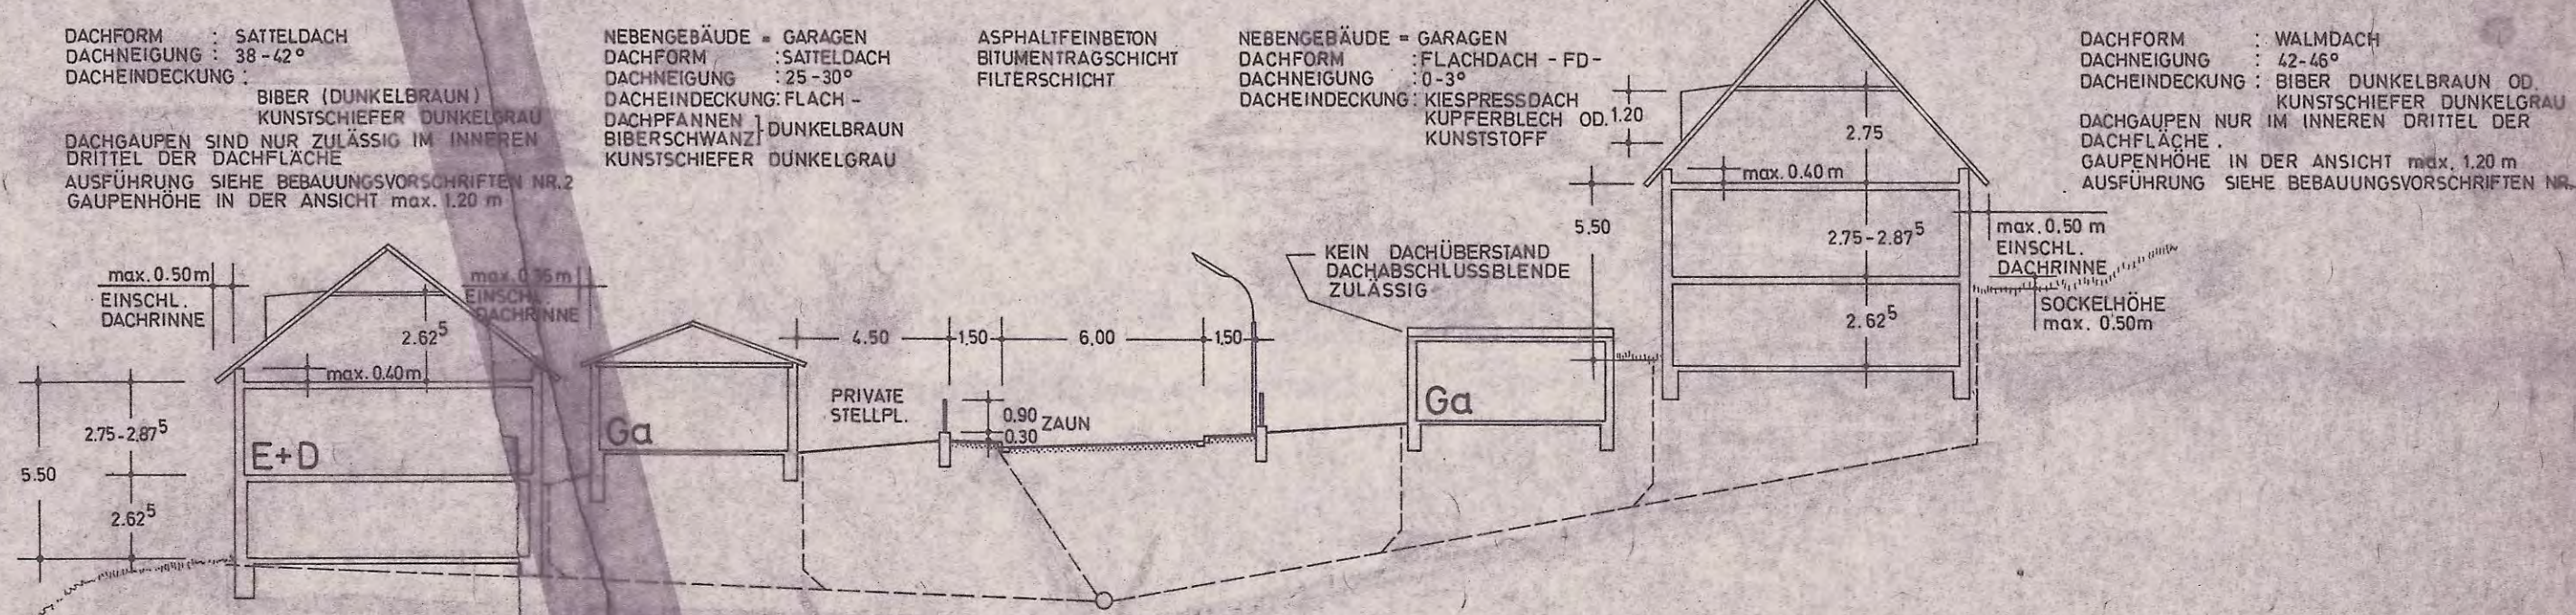 DACHFORM : SATTELDACH
DACHNEIGUNG : 38-42°
DACHEINDECKUNG :
BIBER (DUNKELBRAUN)
KUNSTSCHIEFER DUNKELGRAU
DACHGAUPEN SIND NUR ZULÄSSIG IM INNEREN
DRITTEL DER DACHFLÄCHE
AUSFÜHRUNG SIEHE BEBAUUNGSVORSCHRIFTEN NR.2
GAUPENHÖHE IN DER ANSICHT max. 1.20 m
NEBENGEBÄUDE = GARAGEN
DACHFORM : SATTELDACH
DACHNEIGUNG : 25-30°
DACHEINDECKUNG: FLACH -
DACHPFANNEN
BIBERSCHWANZ } DUNKELBRAUN
KUNSTSCHIEFER DUNKELGRAU
ASPHALTFEINBETON
BITUMENTRAGSCHICHT
FILTERSCHICHT
NEBENGEBÄUDE = GARAGEN
DACHFORM : FLACHDACH - FD-
DACHNEIGUNG : 0-3°
DACHEINDECKUNG: KIESPRESSDACH
KUPFERBLECH OD.
KUNSTSTOFF
1.20
2.75
max. 0.40 m
5.50
2.75-2.87⁵
2.62⁵
DACHFORM : WALMDACH
DACHNEIGUNG : 42-46°
DACHEINDECKUNG : BIBER DUNKELBRAUN OD.
KUNSTSCHIEFER DUNKELGRAU
DACHGAUPEN NUR IM INNEREN DRITTEL DER
DACHFLÄCHE.
GAUPENHÖHE IN DER ANSICHT max. 1.20 m
AUSFÜHRUNG SIEHE BEBAUUNGSVORSCHRIFTEN NR.
max. 0.50 m
EINSCHL.
DACHRINNE
SOCKELHÖHE
max. 0.50m
KEIN DACHÜBERSTAND
DACHABSCHLUSSBLENDE
ZULÄSSIG
max. 0.50m
EINSCHL.
DACHRINNE
EINSCHL.
DACHRINNE
2.62⁵
max. 0.40m
2.75-2.87⁵
5.50
2.62⁵
E+D
Ga
4.50
1.50
6.00
1.50
PRIVATE
STELLPL.
0.90
0.30
ZAUN
Ga